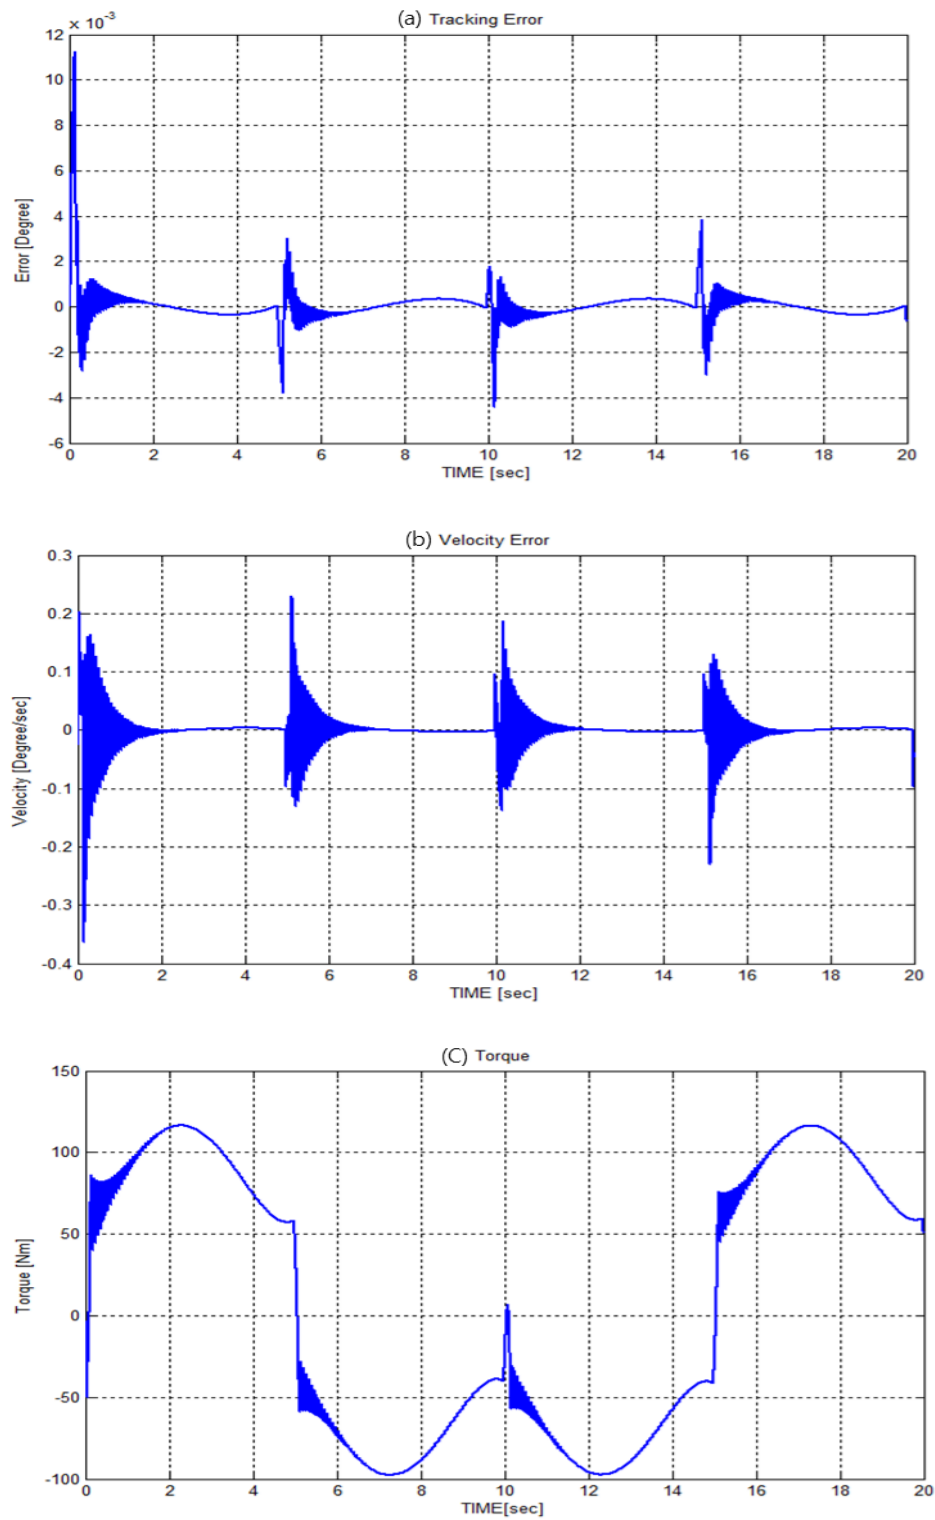 (a) Tracking Error
× 10⁻³
12
10
8
6
4
2
0
-2
-4
-6
Error [Degree]
0 2 4 6 8 10 12 14 16 18 20
TIME [sec]
(b) Velocity Error
0.3
0.2
0.1
0
-0.1
-0.2
-0.3
-0.4
Velocity [Degree/sec]
0 2 4 6 8 10 12 14 16 18 20
TIME [sec]
(C) Torque
150
100
50
0
-50
-100
Torque [Nm]
0 2 4 6 8 10 12 14 16 18 20
TIME[sec]